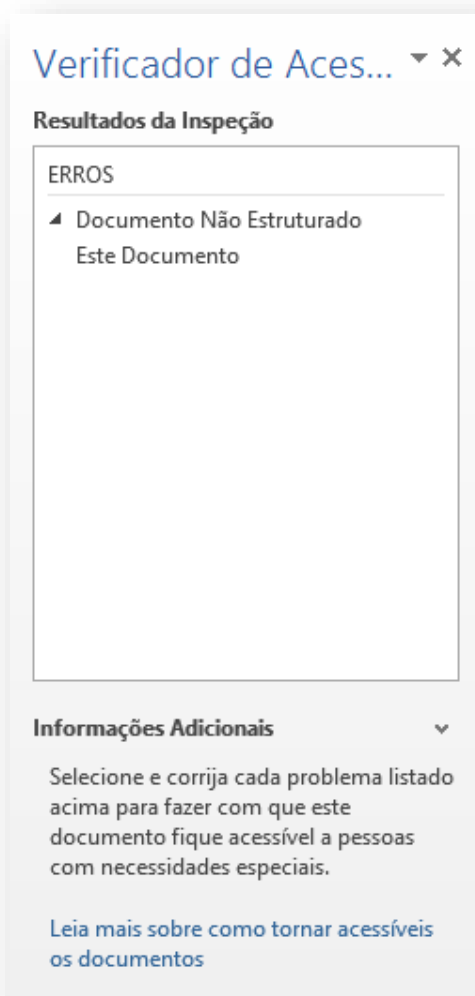 Verificador de Aces...
Resultados da Inspeção
ERROS
Documento Não Estruturado
Este Documento
Informações Adicionais
Selecione e corrija cada problema listado
acima para fazer com que este
documento fique acessível a pessoas
com necessidades especiais.
Leia mais sobre como tornar acessíveis
os documentos